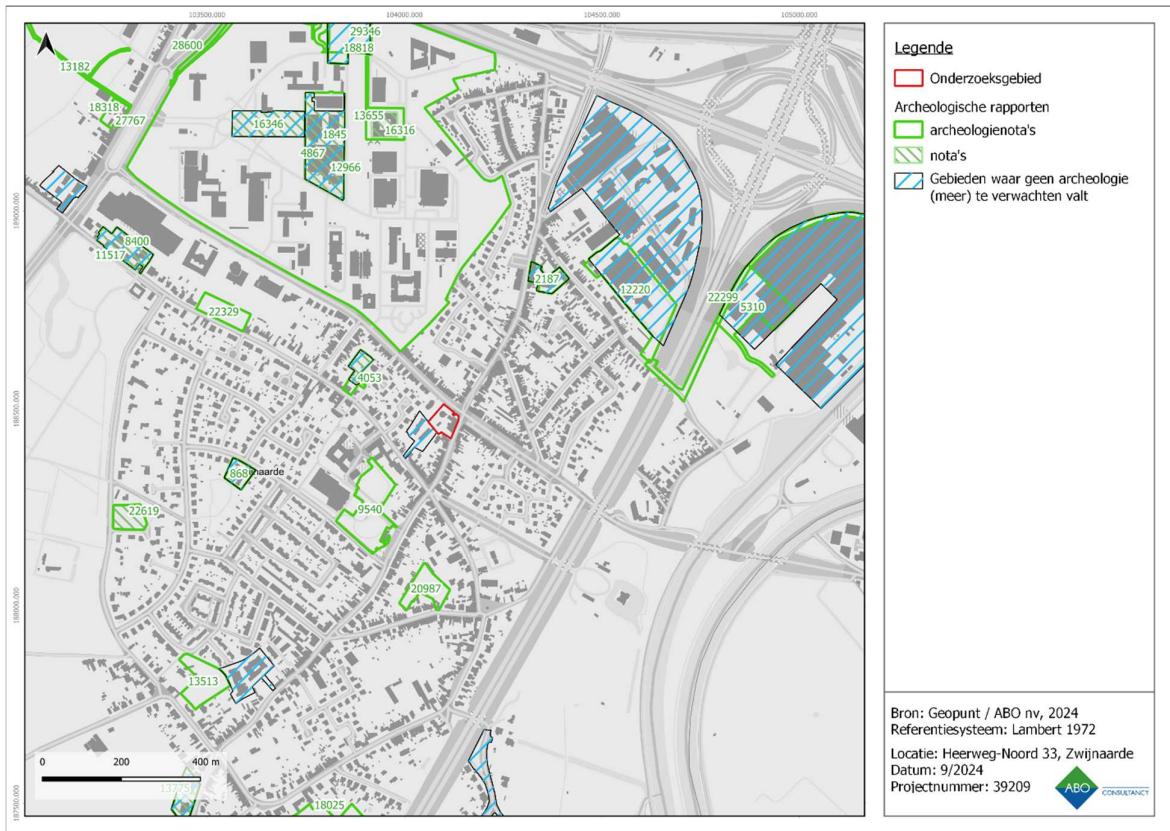 103500.000
104000.000
104500.000
105000.000
189000.000
188500.000
188000.000
187500.000
13182
28600
29346
18818
18318
27767
16346
13655
16316
1845
4867
12966
8400
11517
2187
12220
22299
5310
22329
4053
868
naarde
22619
9540
20987
13513
18025
0
200
400 m
Legende
Onderzoeksgebied
Archeologische rapporten
archeologienota's
nota's
Gebieden waar geen archeologie
(meer) te verwachten valt
Bron: Geopunt / ABO nv, 2024
Referentiesysteem: Lambert 1972
Locatie: Heerweg-Noord 33, Zwijnaarde
Datum: 9/2024
Projectnummer: 39209
ABO
CONSULTANCY